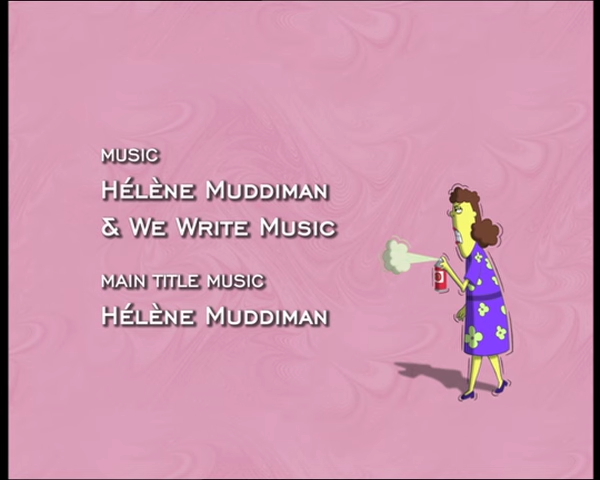 MUSIC
HÉLÈNE MUDDIMAN
& WE WRITE MUSIC
MAIN TITLE MUSIC
HÉLÈNE MUDDIMAN